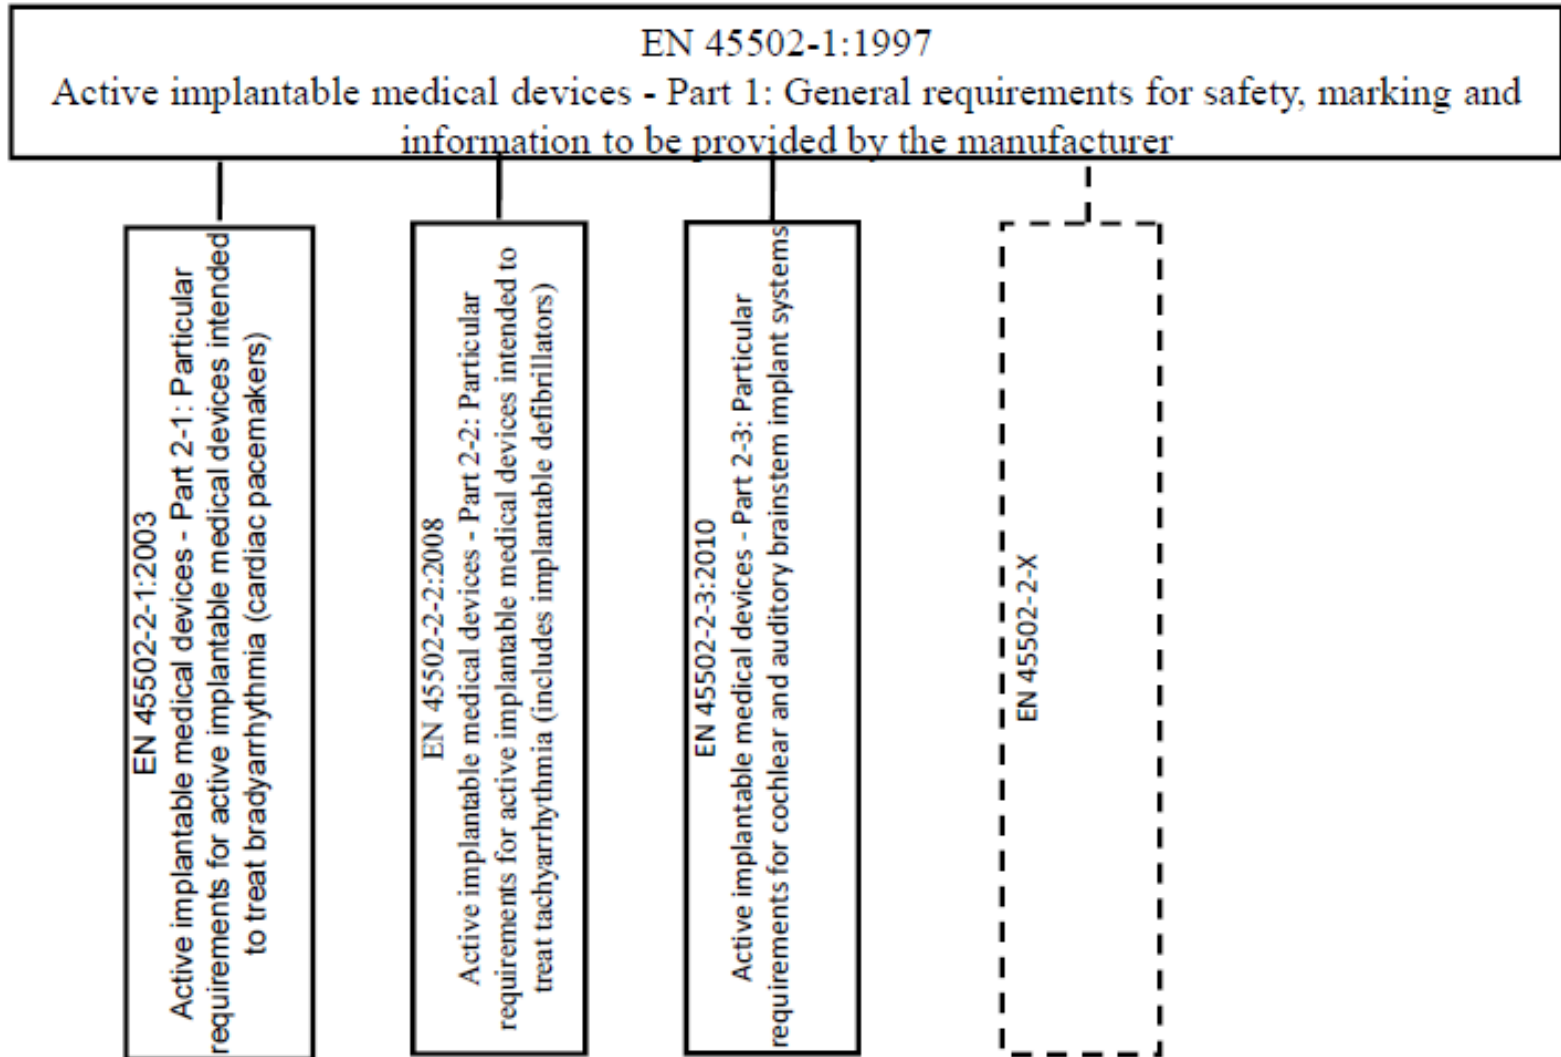 EN 45502-1:1997
Active implantable medical devices - Part 1: General requirements for safety, marking and
information to be provided by the manufacturer
EN 45502-2-1:2003
Active implantable medical devices - Part 2-1: Particular
requirements for active implantable medical devices intended
to treat bradyarrhythmia (cardiac pacemakers)
EN 45502-2-2:2008
Active implantable medical devices - Part 2-2: Particular
requirements for active implantable medical devices intended to
treat tachyarrhythmia (includes implantable defibrillators)
EN 45502-2-3:2010
Active implantable medical devices - Part 2-3: Particular
requirements for cochlear and auditory brainstem implant systems
EN 45502-2-X